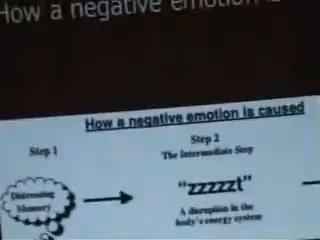 How a negative emotion is
How a negative emotion is caused
Step 1
Step 2
The Intermediate Step
Distressing
Memory
"zzzzzt"
A disruption in the
body's energy system